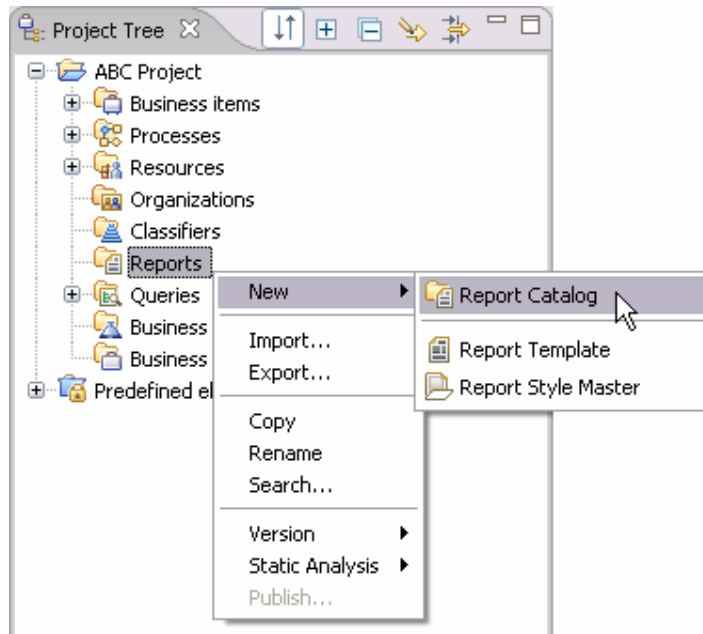 Project Tree
ABC Project
Business items
Processes
Resources
Organizations
Classifiers
Reports
Queries
Business
Business
Predefined el
New
Import...
Export...
Copy
Rename
Search...
Version
Static Analysis
Publish...
Report Catalog
Report Template
Report Style Master